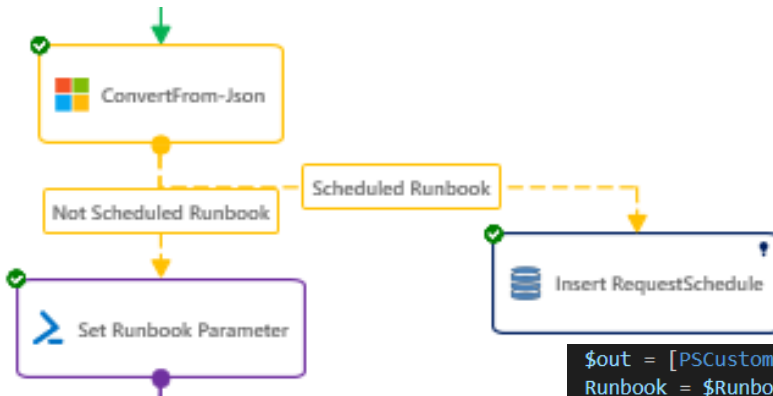 ConvertFrom-Json
Scheduled Runbook
Not Scheduled Runbook
Insert RequestSchedule
Set Runbook Parameter
$out = [PSCustom
Runbook = $Runbo